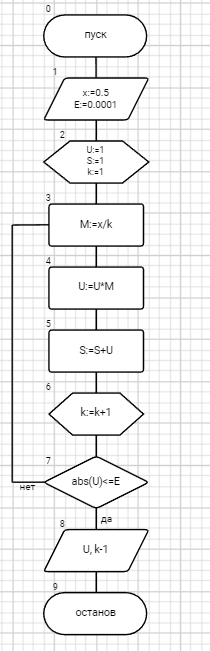 0
пуск
1
x:=0.5
E:=0.0001
2
U:=1
S:=1
k:=1
3
M:=x/k
4
U:=U*M
5
S:=S+U
6
k:=k+1
7
abs(U)<=E
нет
да
8
U, k-1
9
останов